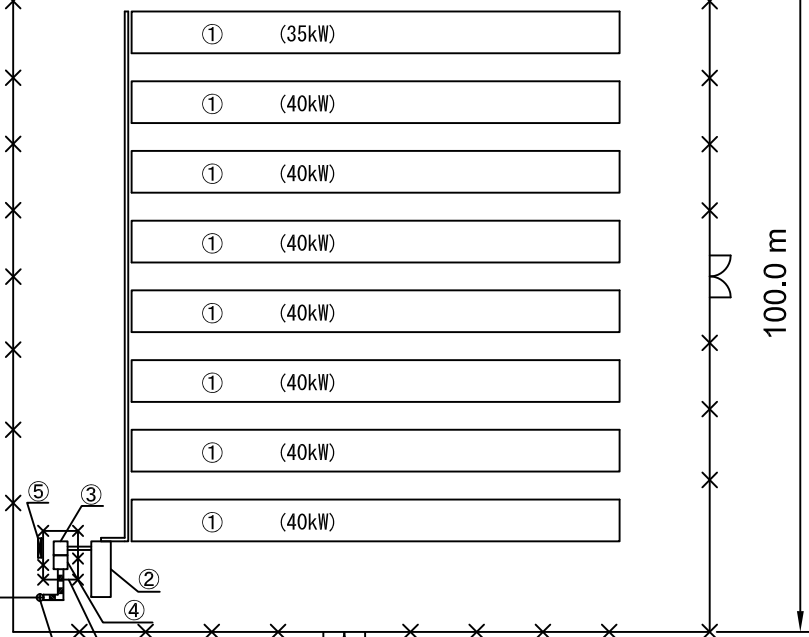 ① (35kW)
① (40kW)
① (40kW)
① (40kW)
① (40kW)
① (40kW)
① (40kW)
① (40kW)
100.0 m
⑤
③
②
④